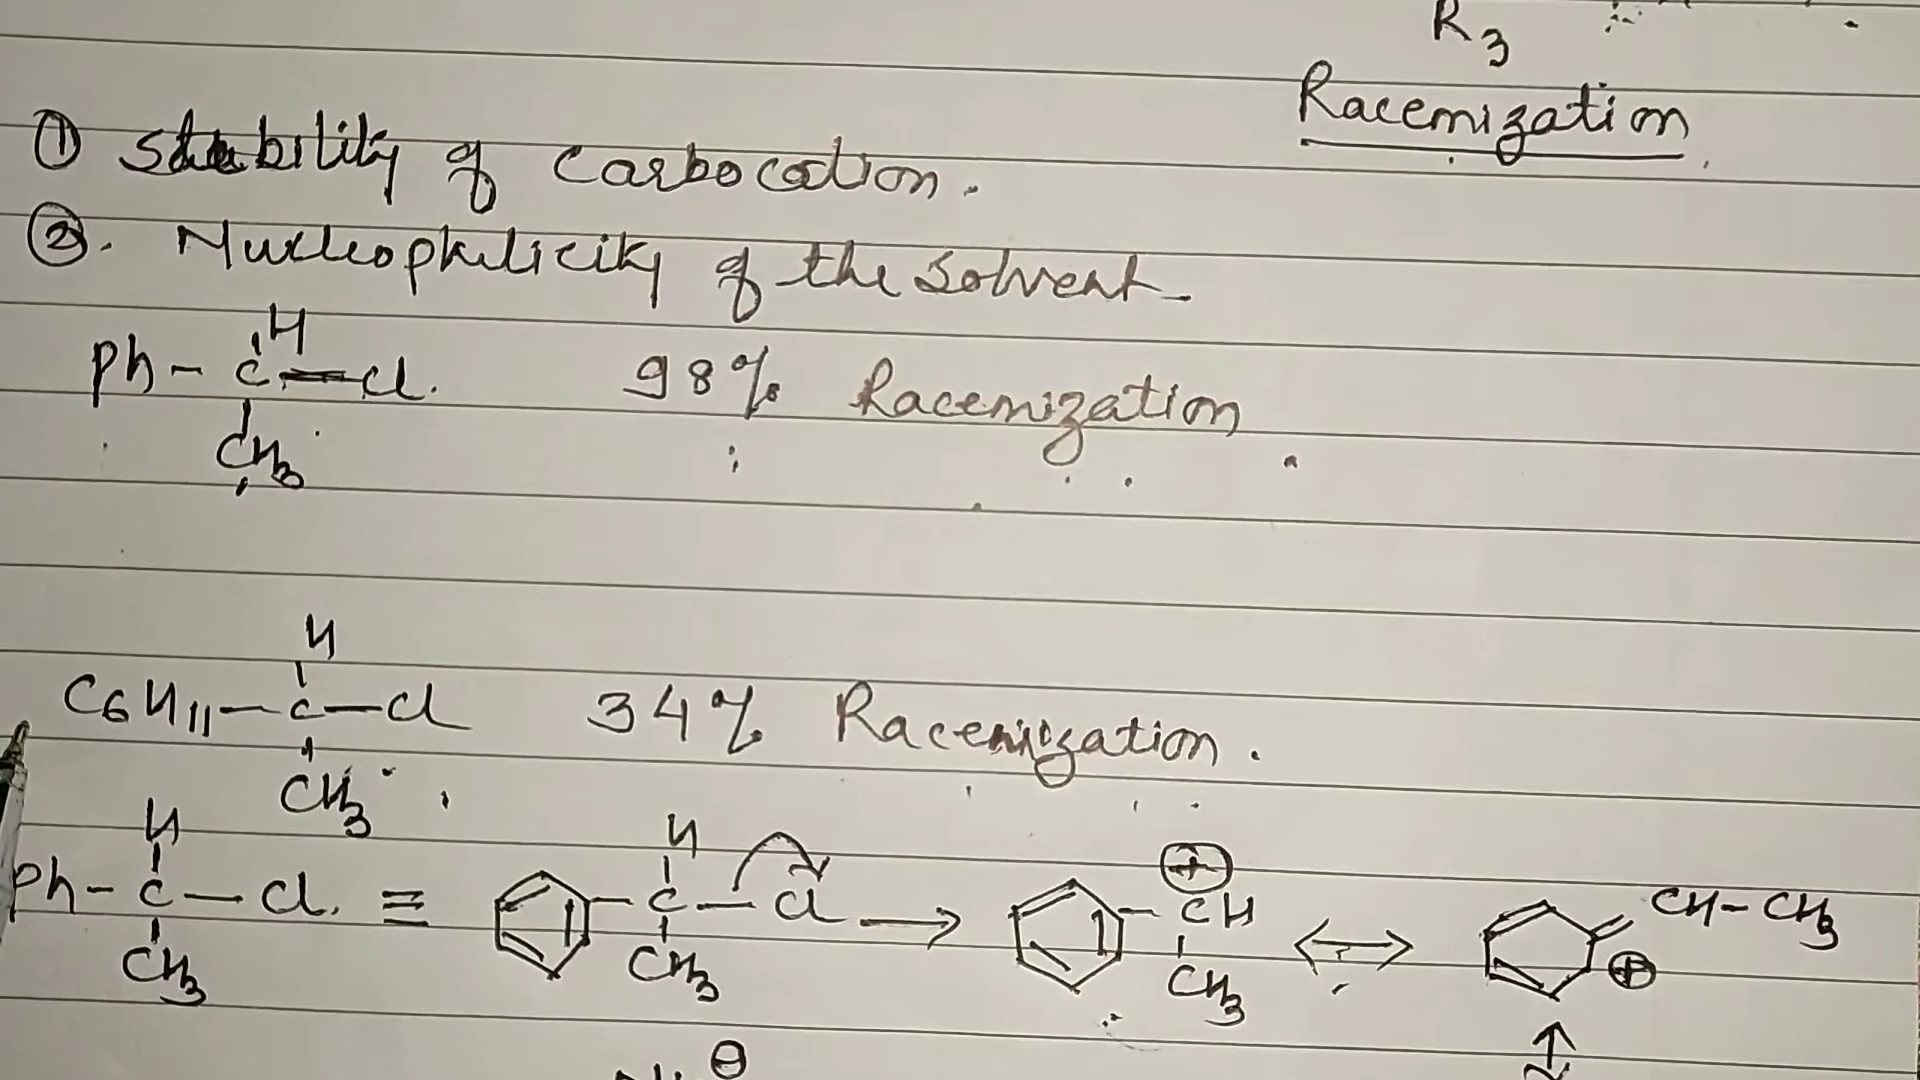 R3
Racemization
① Stability of Carbocation.
②. Nucleophilicity of the Solvent.
H
Ph - C - Cl. 98% Racemization
CH3
H
C6H11 - C - Cl 34% Racemization.
CH3
H H ⊕
Ph - C - Cl. ≡ - C - Cl → - CH ↔ = CH - CH3
CH3 CH3 CH3 ⊕
⊖ ↑